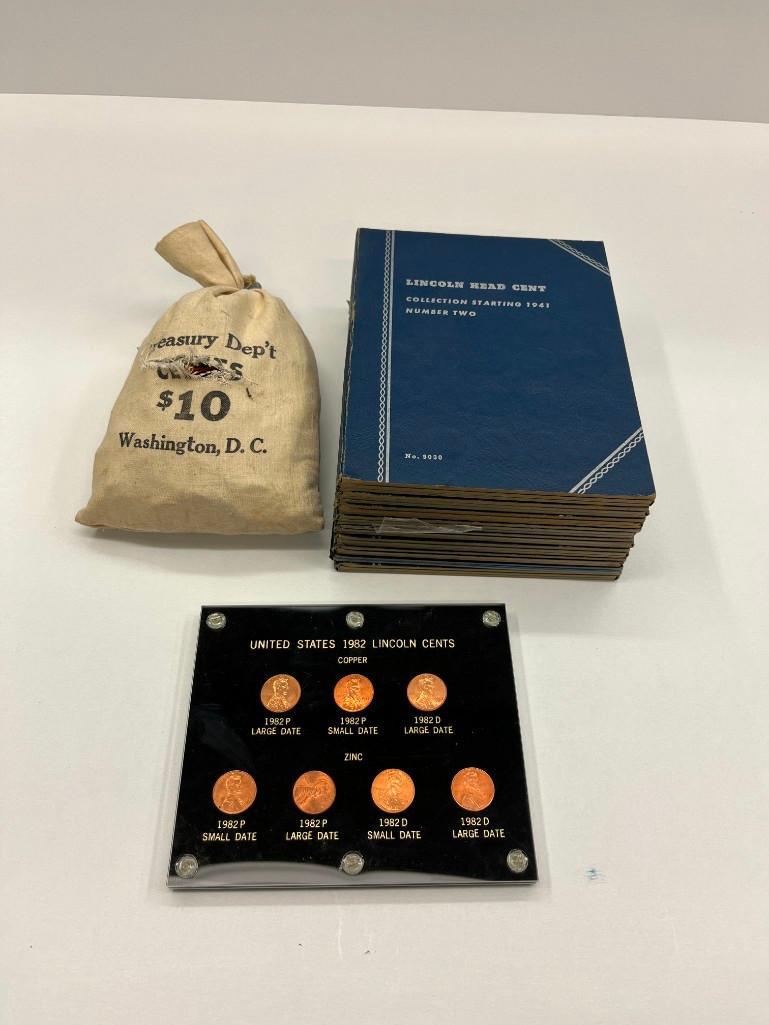 Treasury Dep't
$10
Washington, D. C.
LINCOLN HEAD CENT
COLLECTION STARTING 1941
NUMBER TWO
No. 9030
UNITED STATES 1982 LINCOLN CENTS
COPPER
1982 P
LARGE DATE
1982 P
SMALL DATE
1982 D
LARGE DATE
ZINC
1982 P
SMALL DATE
1982 P
LARGE DATE
1982 D
SMALL DATE
1982 D
LARGE DATE